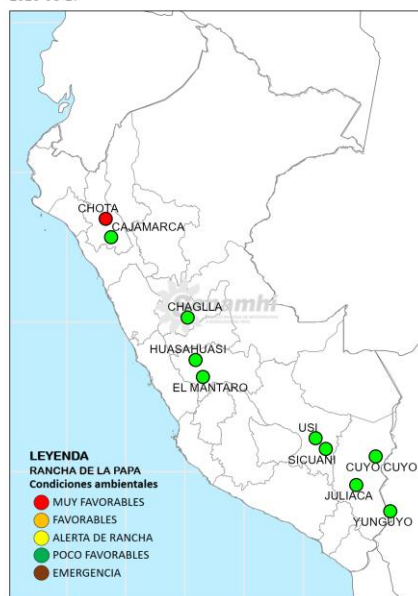 CHOTA
CAJAMARCA
CHAGLLA
HUASAHUASI
EL MANTARO
USI
SICUANI
CUYO CUYO
JULIACA
YUNGUYO
LEYENDA
RANCHA DE LA PAPA
Condiciones ambientales
MUY FAVORABLES
FAVORABLES
ALERTA DE RANCHA
POCO FAVORABLES
EMERGENCIA